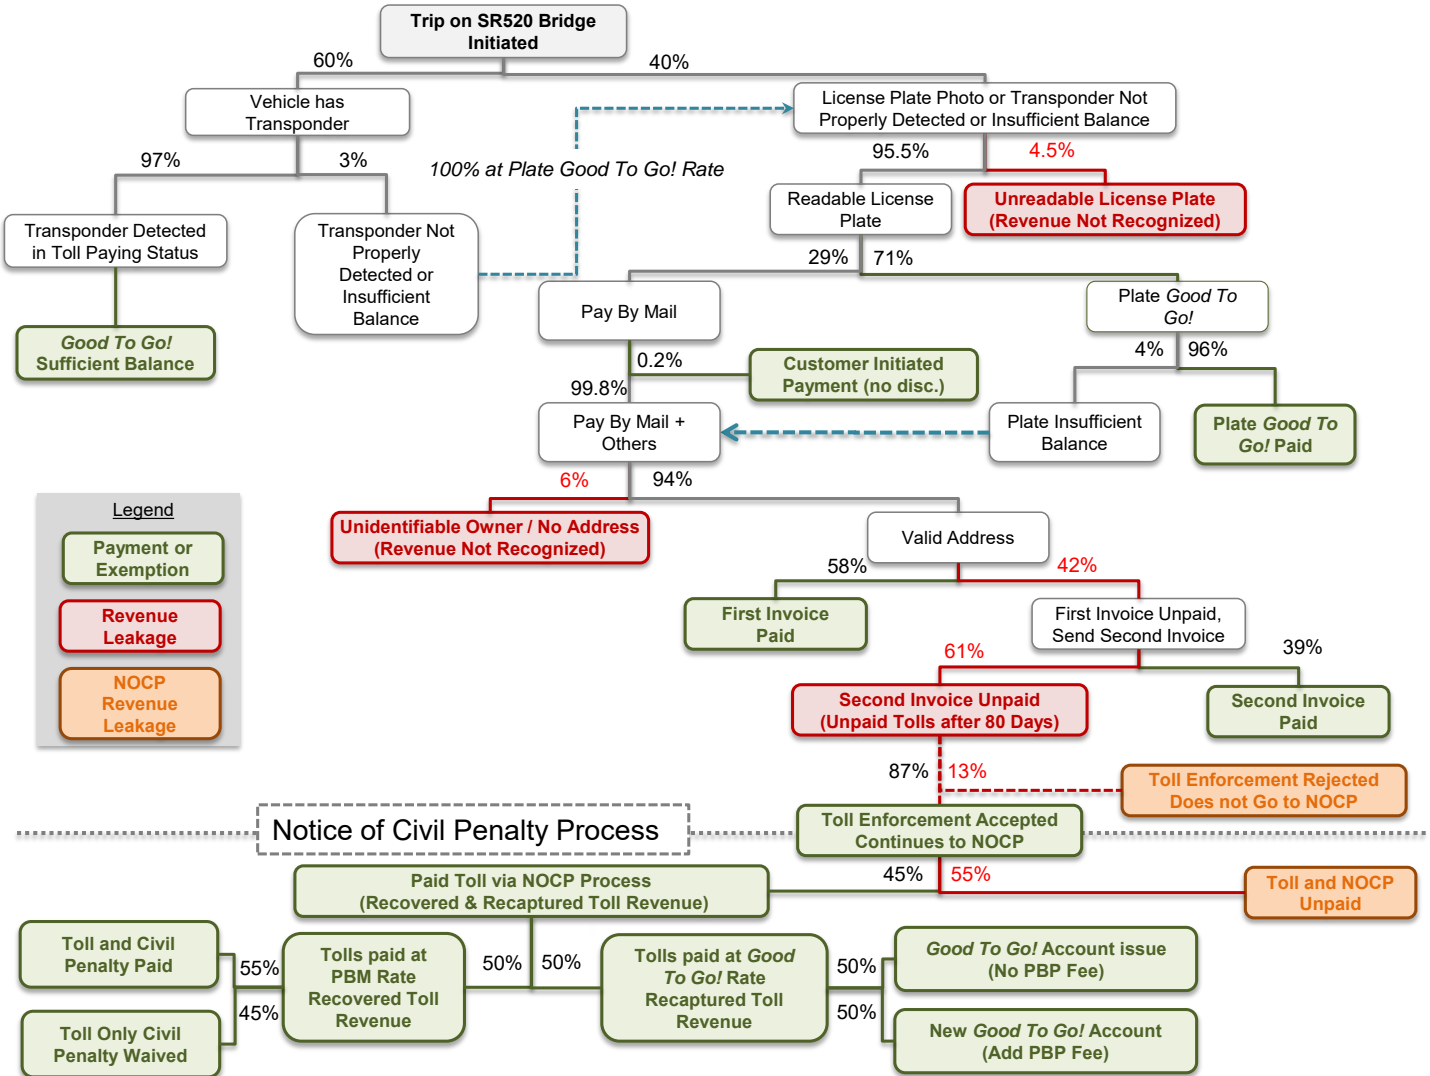 Trip on SR520 Bridge
Initiated
60%
40%
Vehicle has
Transponder
License Plate Photo or Transponder Not
Properly Detected or Insufficient Balance
97%
3%
100% at Plate Good To Go! Rate
95.5%
4.5%
Transponder Detected
in Toll Paying Status
Transponder Not
Properly
Detected or
Insufficient
Balance
Readable License
Plate
Unreadable License Plate
(Revenue Not Recognized)
29%
71%
Good To Go!
Sufficient Balance
Pay By Mail
Plate Good To
Go!
0.2%
99.8%
Customer Initiated
Payment (no disc.)
4%
96%
Pay By Mail +
Others
Plate Insufficient
Balance
Plate Good To
Go! Paid
6%
94%
Unidentifiable Owner / No Address
(Revenue Not Recognized)
Valid Address
Legend
Payment or
Exemption
Revenue
Leakage
NOCP
Revenue
Leakage
58%
42%
First Invoice
Paid
First Invoice Unpaid,
Send Second Invoice
61%
39%
Second Invoice Unpaid
(Unpaid Tolls after 80 Days)
Second Invoice
Paid
87%
13%
Toll Enforcement Rejected
Does not Go to NOCP
Notice of Civil Penalty Process
Toll Enforcement Accepted
Continues to NOCP
45%
55%
Paid Toll via NOCP Process
(Recovered & Recaptured Toll Revenue)
Toll and NOCP
Unpaid
Toll and Civil
Penalty Paid
55%
45%
Toll Only Civil
Penalty Waived
Tolls paid at
PBM Rate
Recovered Toll
Revenue
50%
50%
Tolls paid at Good
To Go! Rate
Recaptured Toll
Revenue
50%
50%
Good To Go! Account issue
(No PBP Fee)
New Good To Go! Account
(Add PBP Fee)